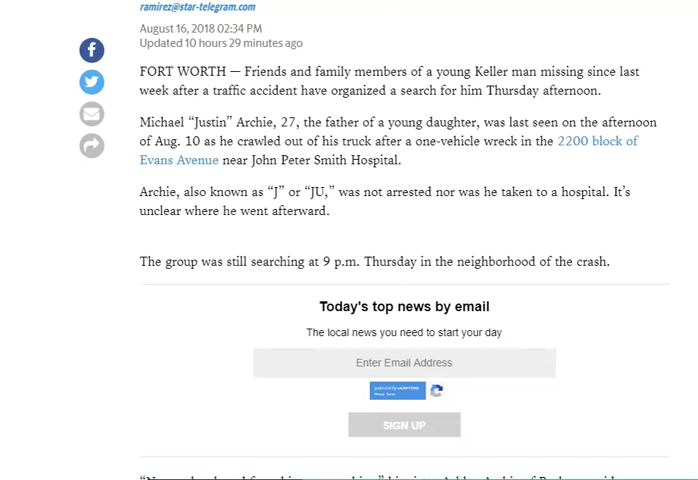 ramirez@star-telegram.com
August 16, 2018 02:34 PM
Updated 10 hours 29 minutes ago
FORT WORTH — Friends and family members of a young Keller man missing since last
week after a traffic accident have organized a search for him Thursday afternoon.
Michael “Justin” Archie, 27, the father of a young daughter, was last seen on the afternoon
of Aug. 10 as he crawled out of his truck after a one-vehicle wreck in the 2200 block of
Evans Avenue near John Peter Smith Hospital.
Archie, also known as “J” or “JU,” was not arrested nor was he taken to a hospital. It’s
unclear where he went afterward.
The group was still searching at 9 p.m. Thursday in the neighborhood of the crash.
Today's top news by email
The local news you need to start your day
Enter Email Address
SIGN UP